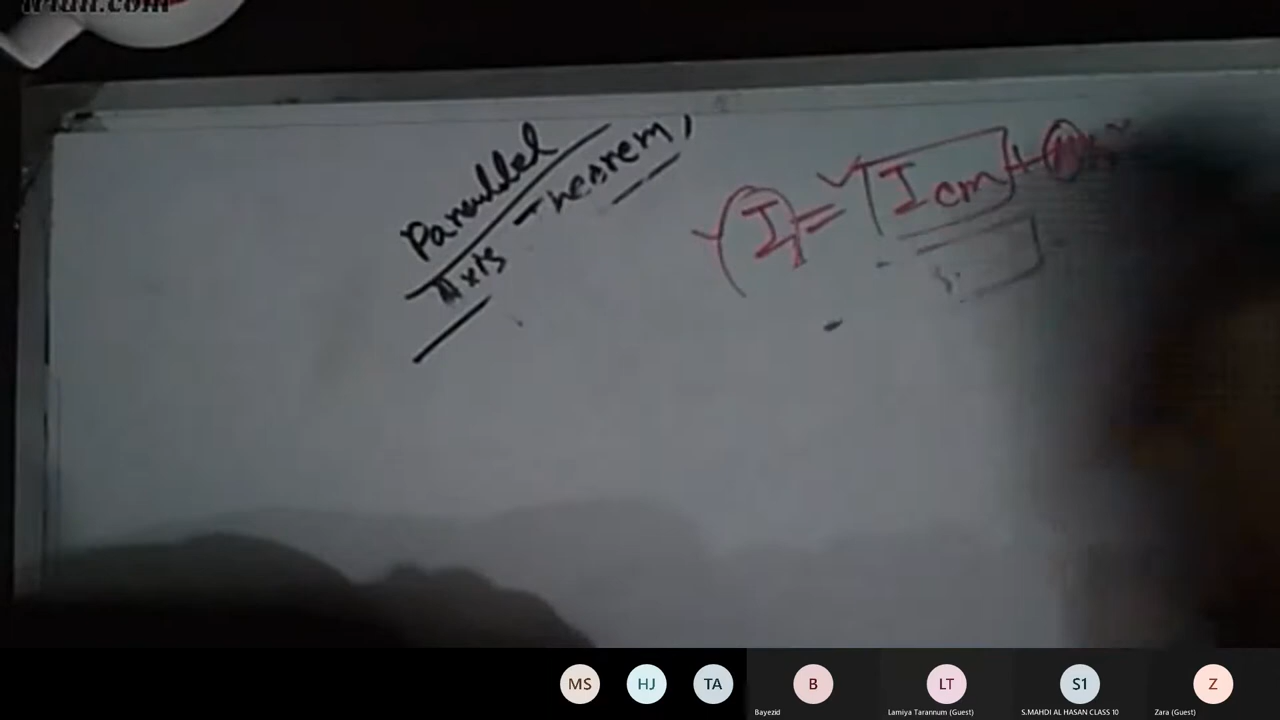 Parallel
Axis Theorem,
I = I cm +
MS
HJ
TA
B
LT
S1
Z
Bayezid
Lamiya Tarannum (Guest)
S.MAHDI AL HASAN CLASS 10
Zara (Guest)